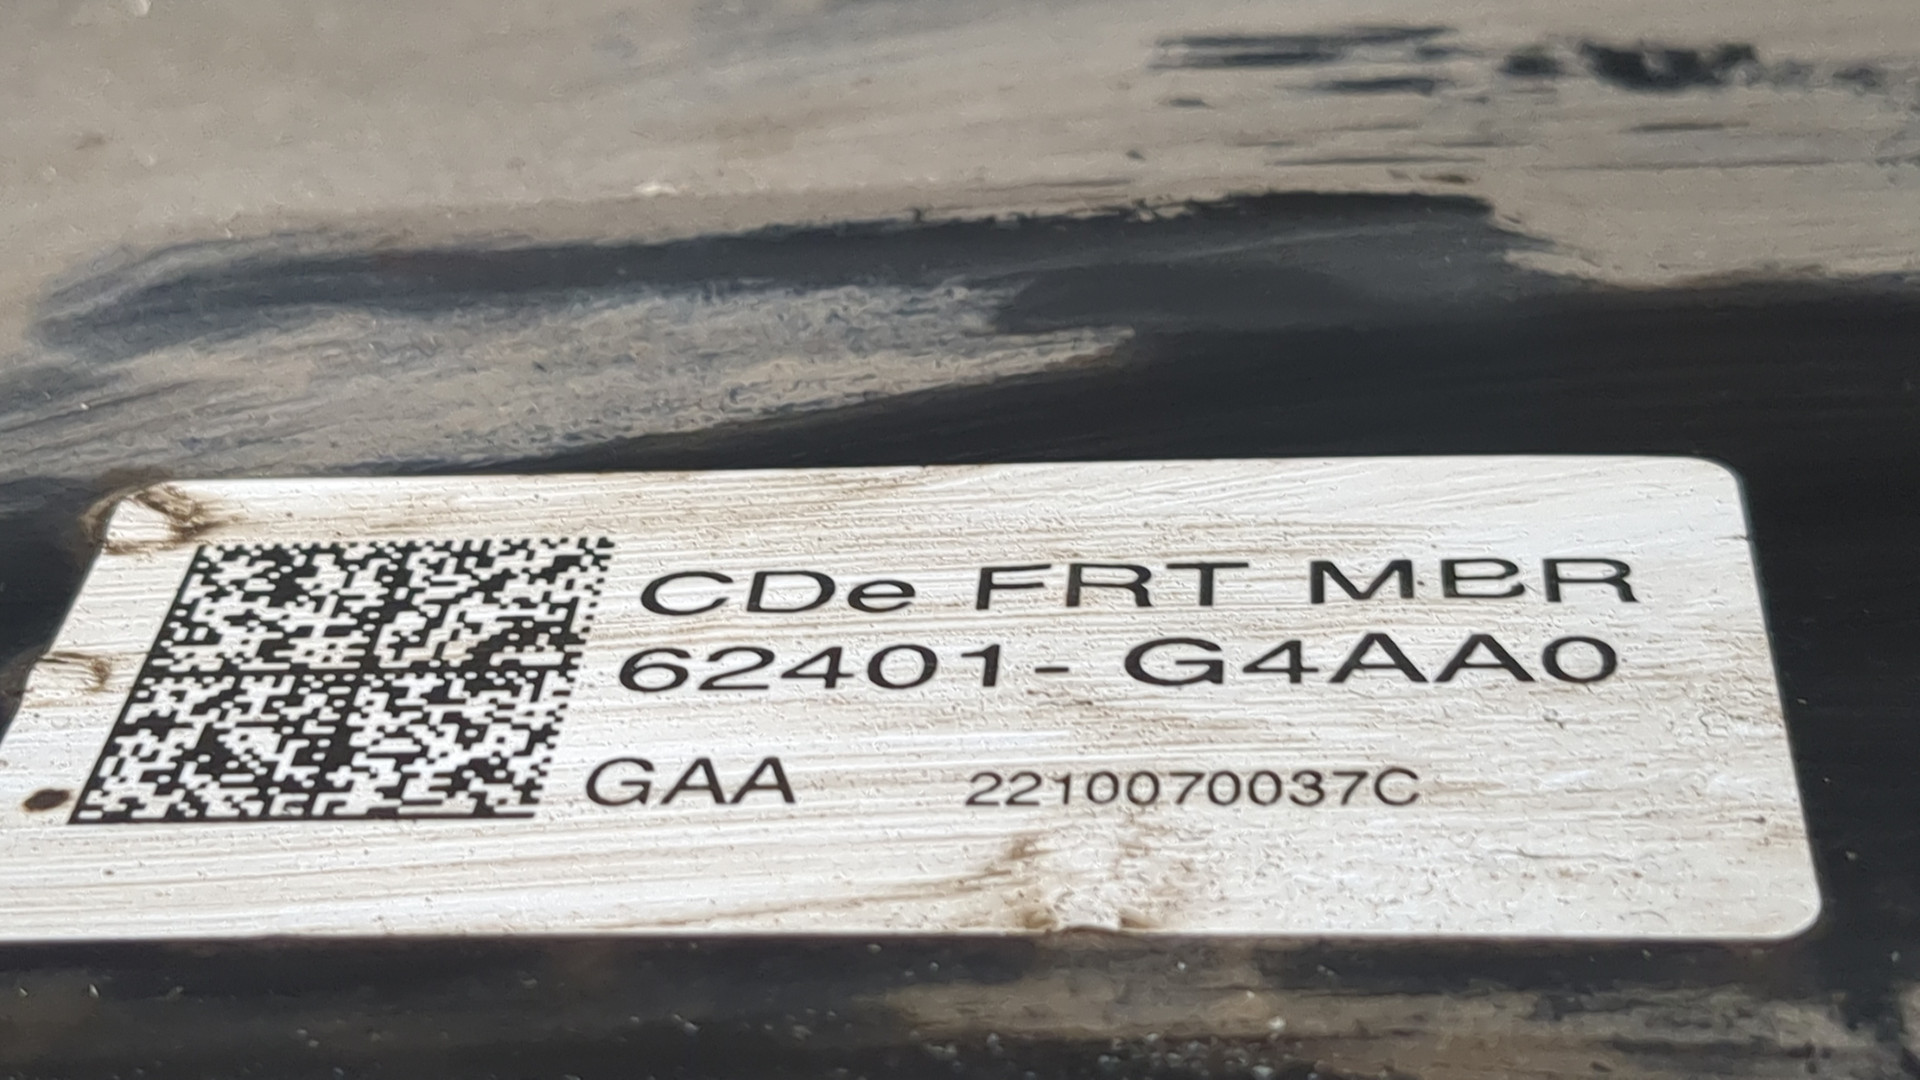 CDe FRT MBR
62401- G4AA0
GAA 2210070037C